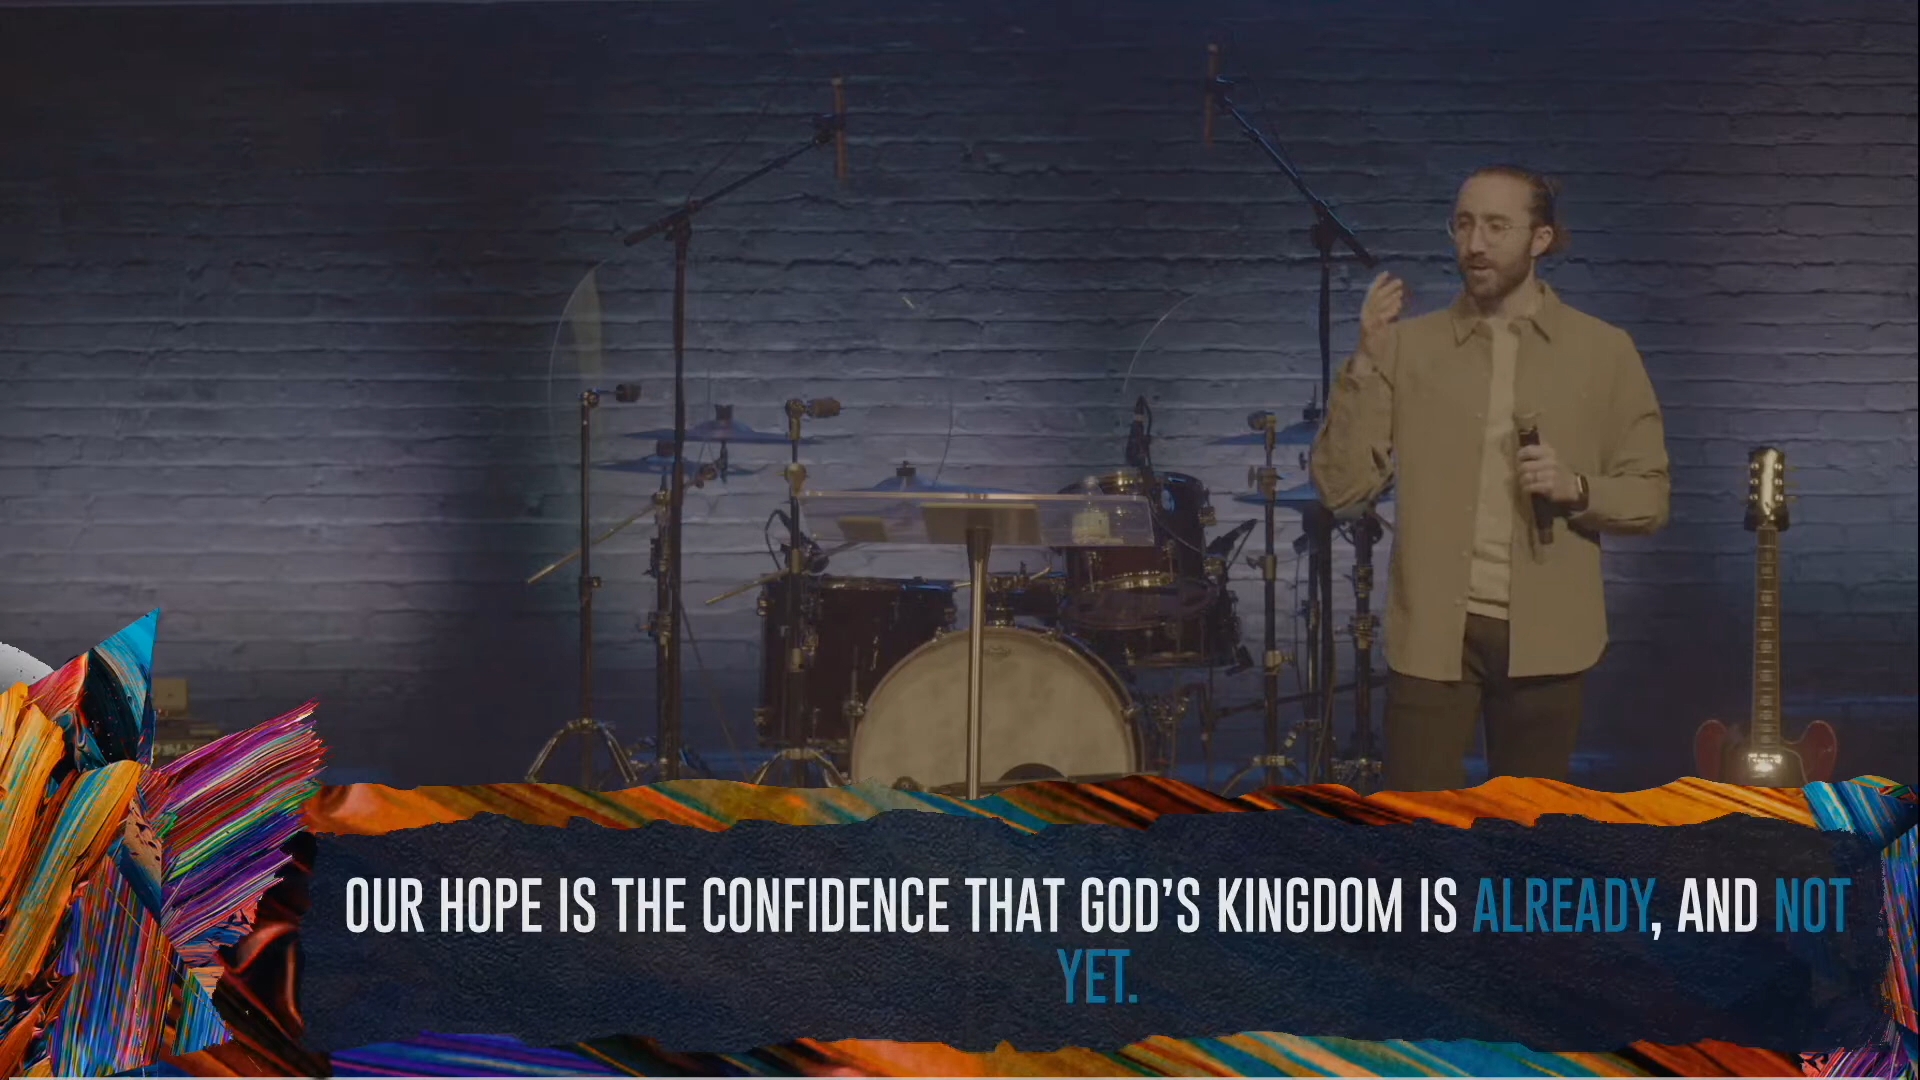 OUR HOPE IS THE CONFIDENCE THAT GOD’S KINGDOM IS ALREADY, AND NOT
YET.